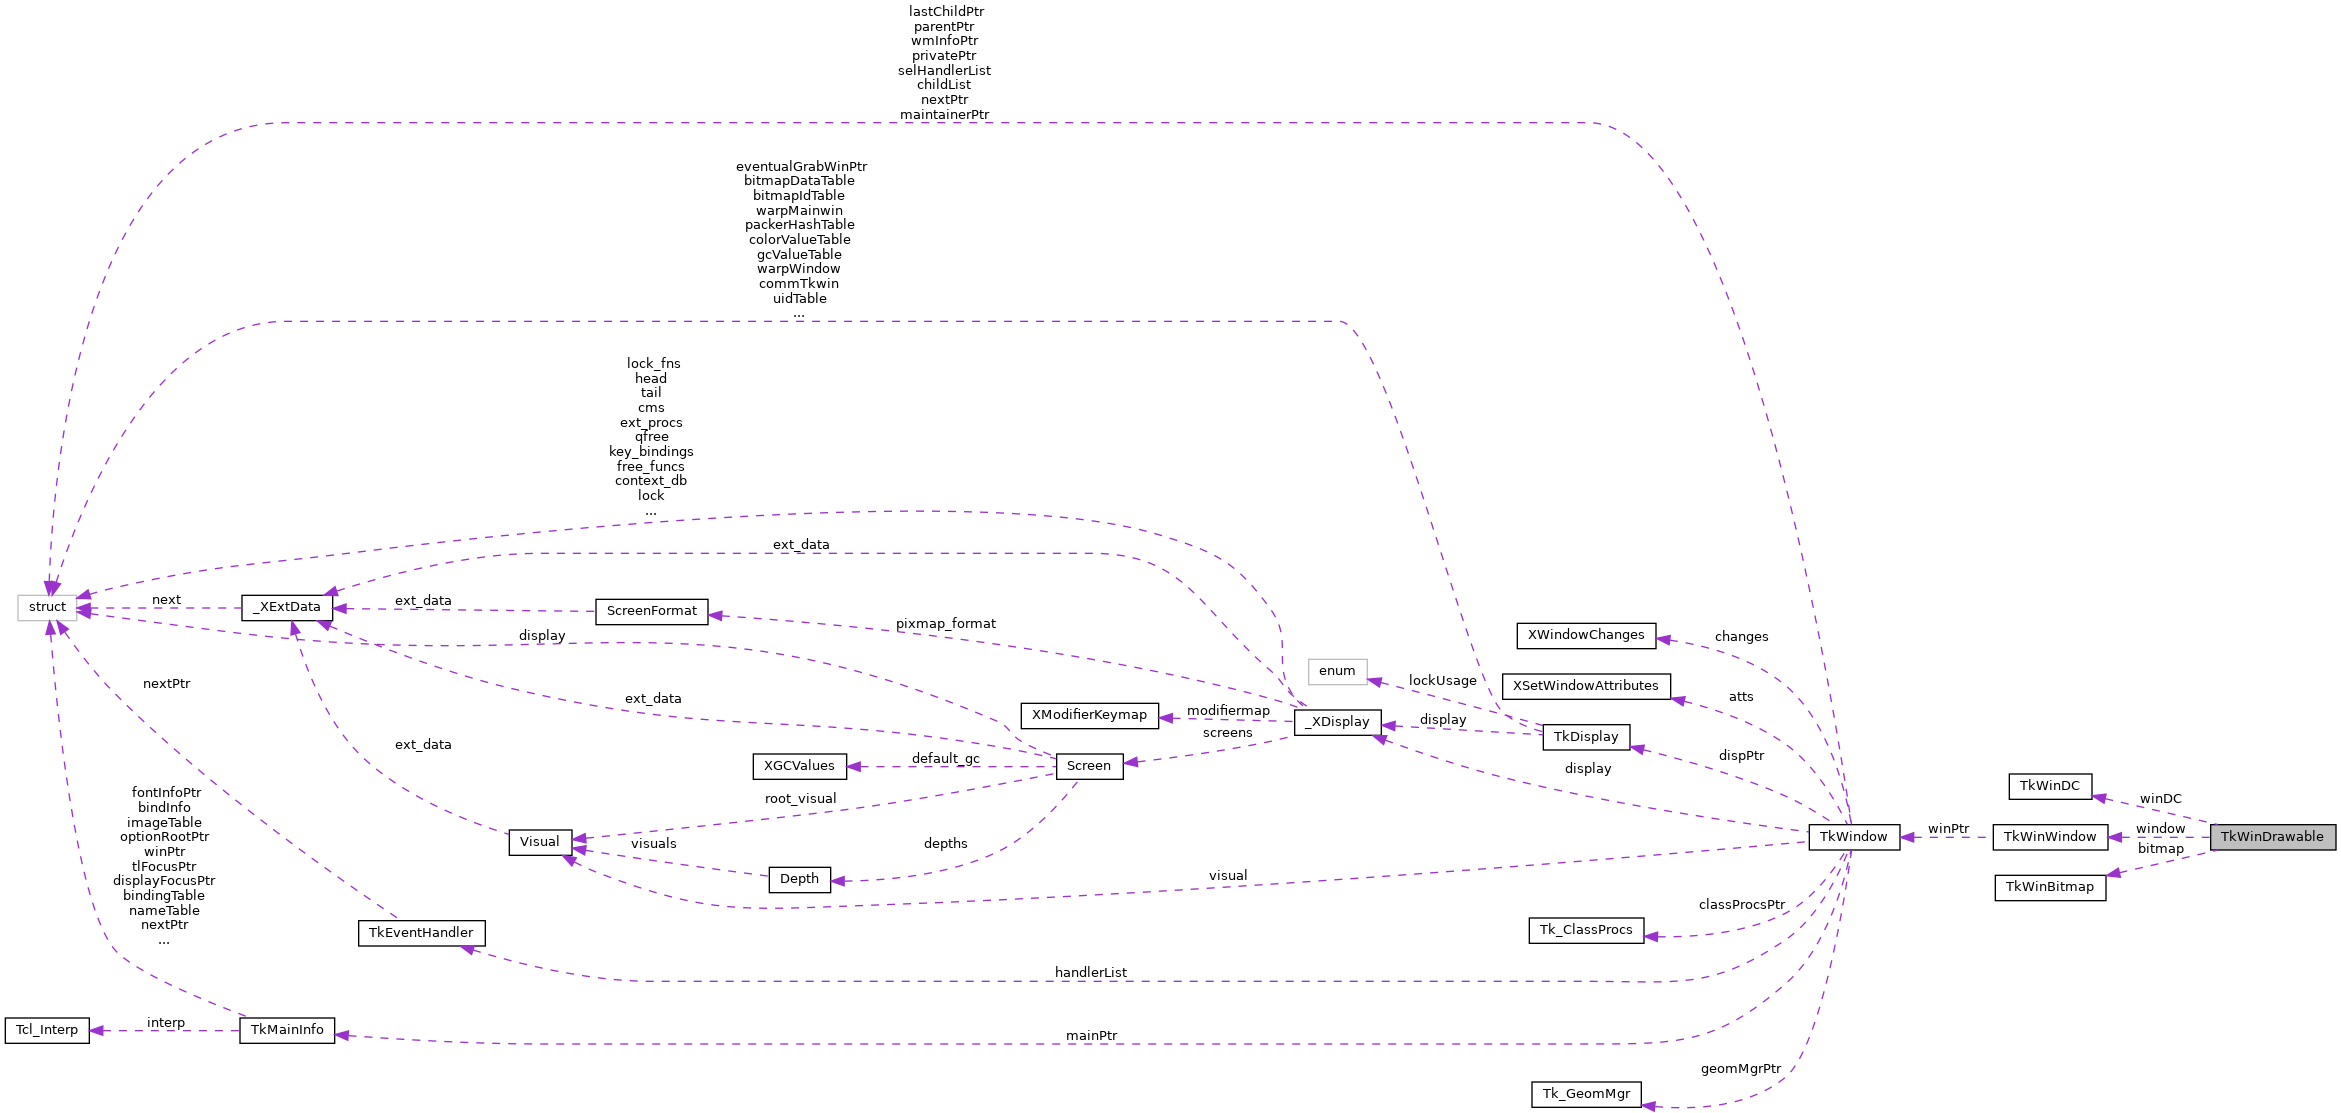 lastChildPtr
parentPtr
wmInfoPtr
privatePtr
selHandlerList
childList
nextPtr
maintainerPtr
eventualGrabWinPtr
bitmapDataTable
bitmapIdTable
warpMainwin
packerHashTable
colorValueTable
gcValueTable
warpWindow
commTkwin
uidTable
...
lock_fns
head
tail
cms
ext_procs
qfree
key_bindings
free_funcs
context_db
lock
...
ext_data
struct
next
_XExtData
ext_data
ScreenFormat
pixmap_format
display
XWindowChanges
changes
enum
lockUsage
XSetWindowAttributes
atts
nextPtr
ext_data
XModifierKeymap
modifiermap
_XDisplay
display
TkDisplay
screens
dispPtr
ext_data
XGCValues
default_gc
Screen
display
root_visual
TkWinDC
winDC
Visual
visuals
depths
Depth
visual
TkWindow
winPtr
TkWinWindow
window
TkWinDrawable
bitmap
TkWinBitmap
fontInfoPtr
bindInfo
imageTable
optionRootPtr
winPtr
tlFocusPtr
displayFocusPtr
bindingTable
nameTable
nextPtr
...
TkEventHandler
classProcsPtr
Tk_ClassProcs
handlerList
Tcl_Interp
interp
TkMainInfo
mainPtr
geomMgrPtr
Tk_GeomMgr